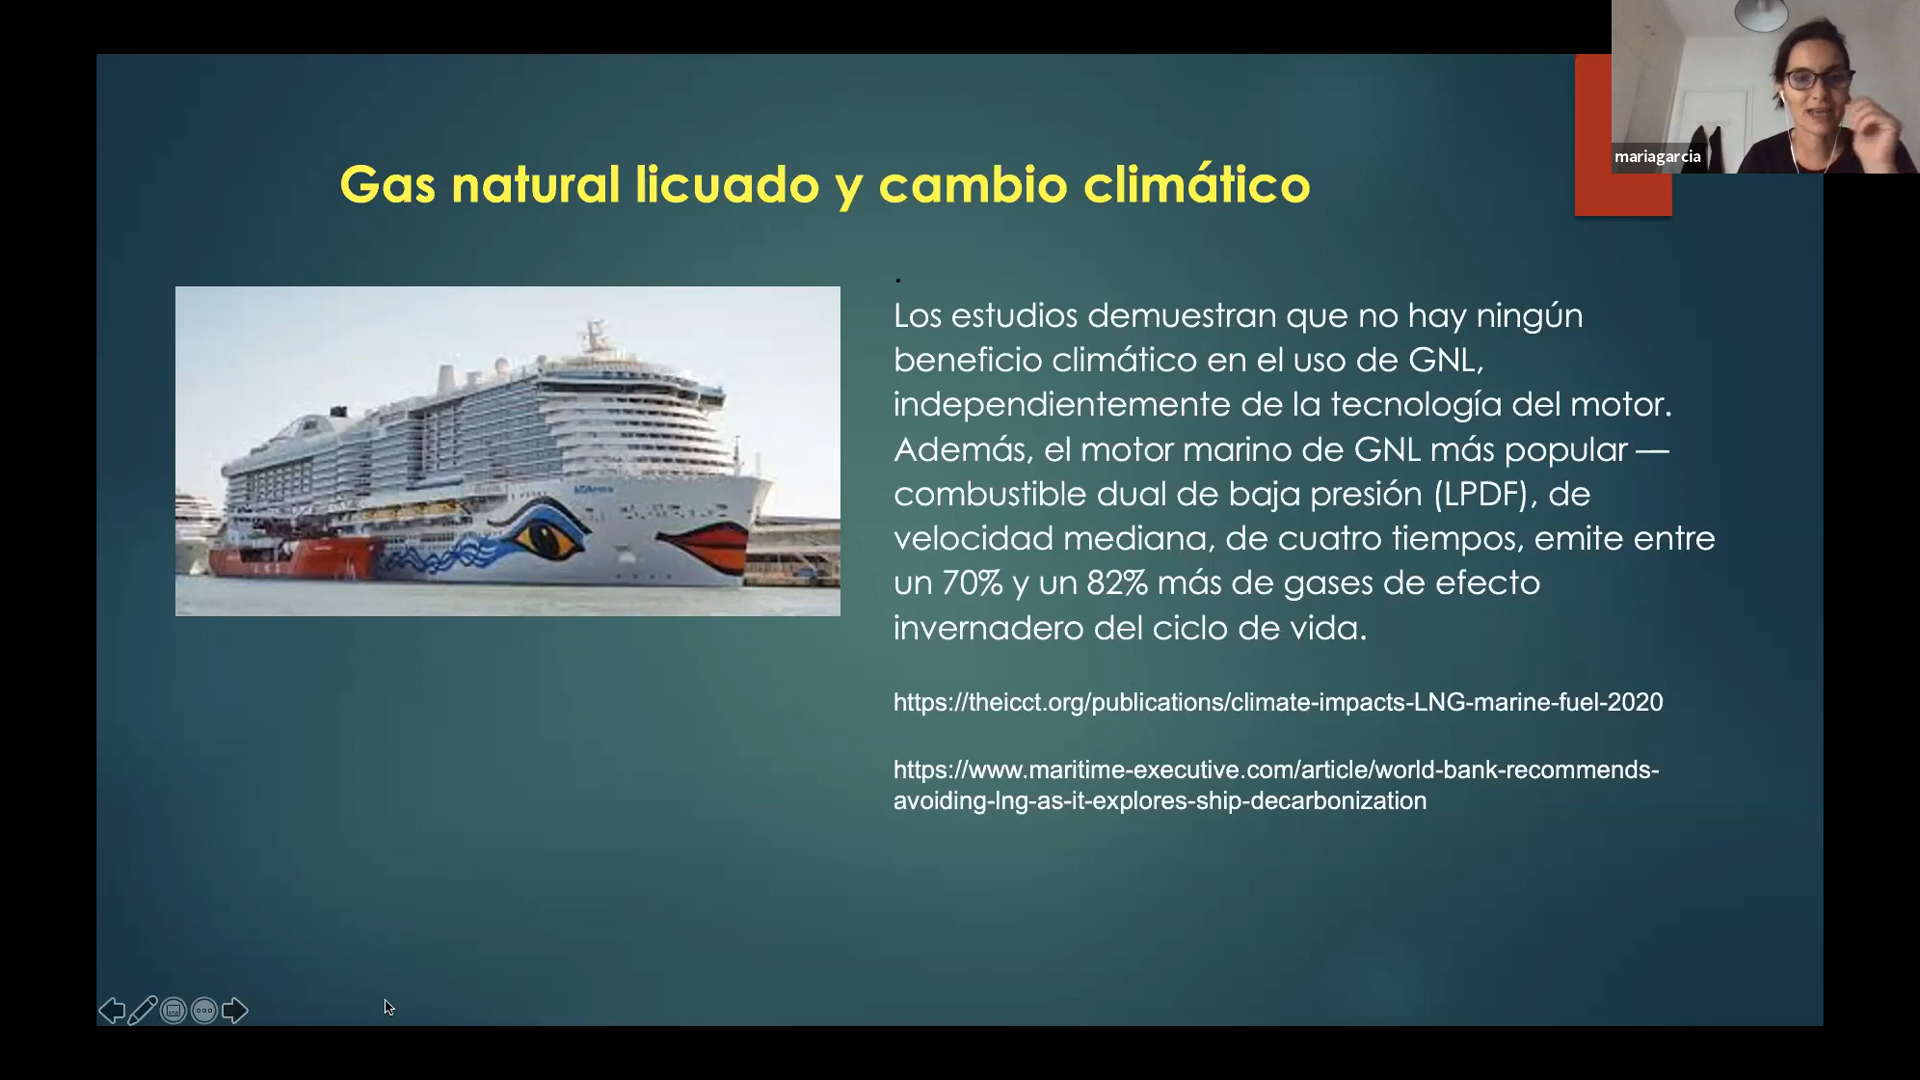 mariagarcia
Gas natural licuado y cambio climático
.
Los estudios demuestran que no hay ningún
beneficio climático en el uso de GNL,
independientemente de la tecnología del motor.
Además, el motor marino de GNL más popular —
combustible dual de baja presión (LPDF), de
velocidad mediana, de cuatro tiempos, emite entre
un 70% y un 82% más de gases de efecto
invernadero del ciclo de vida.
https://theicct.org/publications/climate-impacts-LNG-marine-fuel-2020
https://www.maritime-executive.com/article/world-bank-recommends-
avoiding-lng-as-it-explores-ship-decarbonization